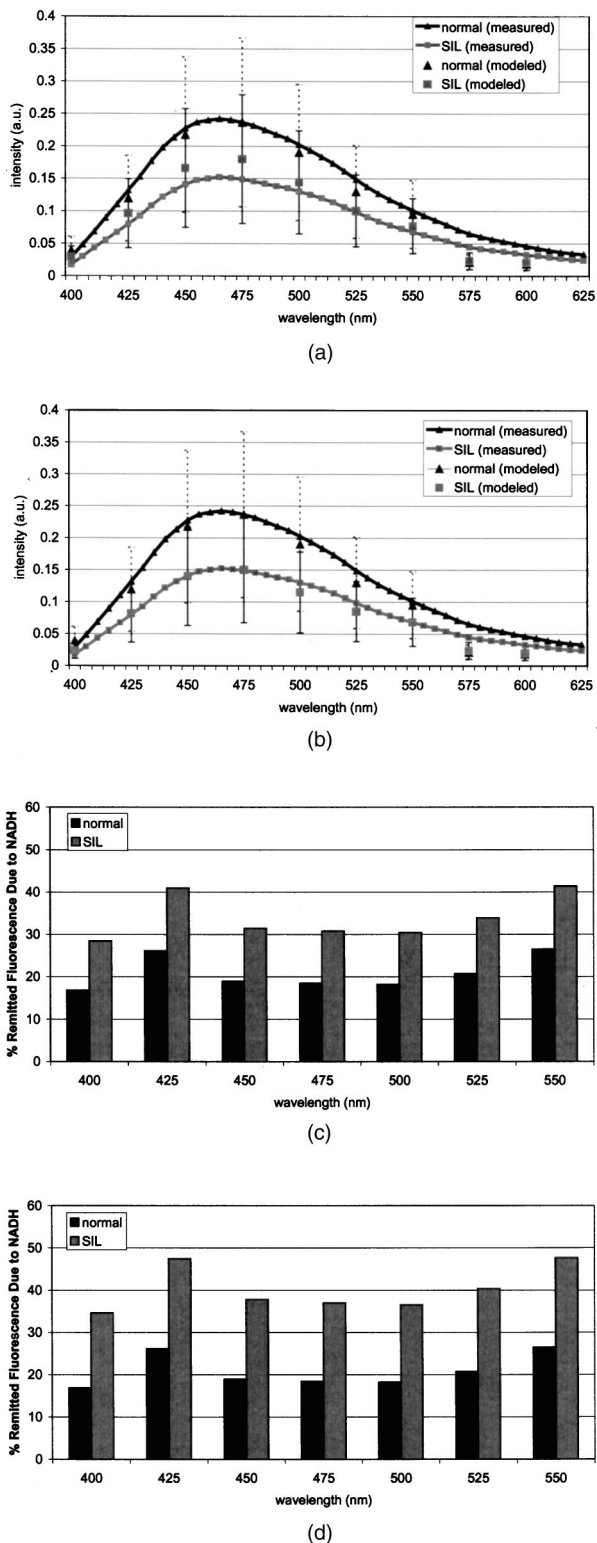 0.4
0.35
0.3
0.25
0.2
0.15
0.1
0.05
0
intensity (a.u.)
normal (measured)
SIL (measured)
normal (modeled)
SIL (modeled)
400 425 450 475 500 525 550 575 600 625
wavelength (nm)
(a)
0.4
0.35
0.3
0.25
0.2
0.15
0.1
0.05
0
intensity (a.u.)
normal (measured)
SIL (measured)
normal (modeled)
SIL (modeled)
400 425 450 475 500 525 550 575 600 625
wavelength (nm)
(b)
60
50
40
30
20
10
0
% Remitted Fluorescence Due to NADH
normal
SIL
400 425 450 475 500 525 550
wavelength (nm)
(c)
60
50
40
30
20
10
0
% Remitted Fluorescence Due to NADH
normal
SIL
400 425 450 475 500 525 550
wavelength (nm)
(d)